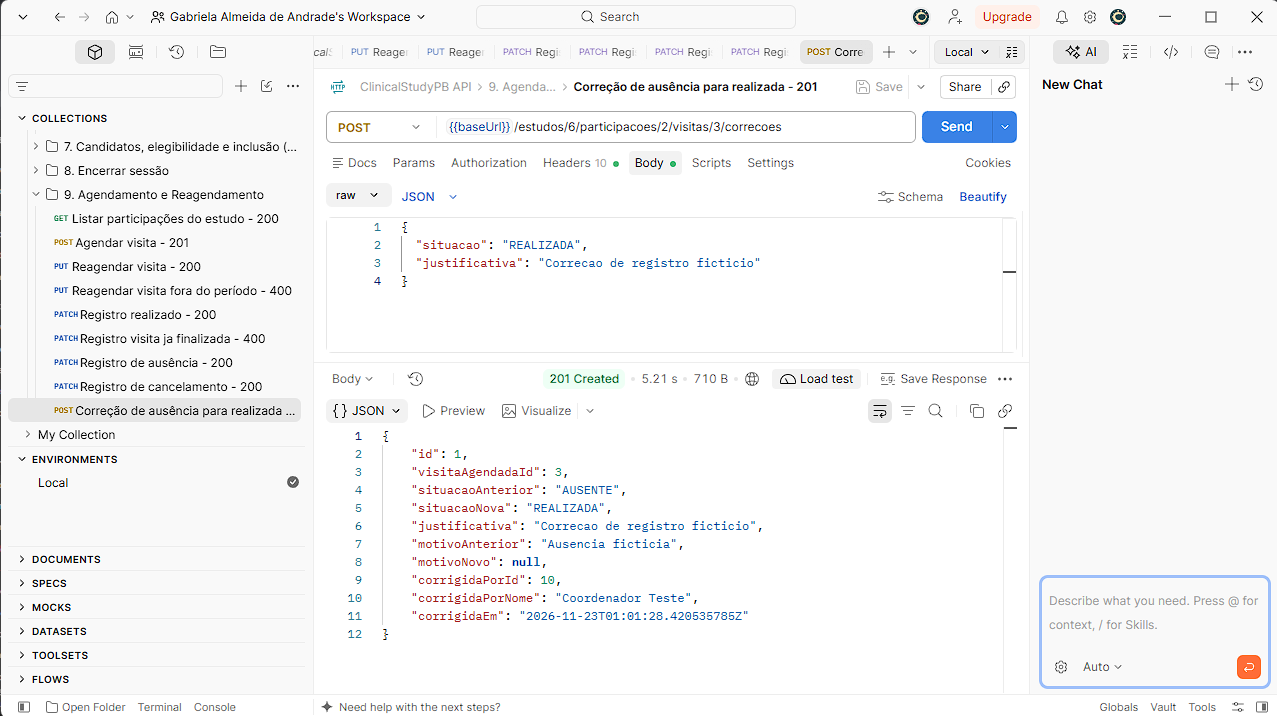 Gabriela Almeida de Andrade's Workspace
Search
Upgrade
PUT Reage
PUT Reage
PATCH Regi
PATCH Regi
PATCH Regi
PATCH Regi
POST Corre
Local
AI
New Chat
COLLECTIONS
7. Candidatos, elegibilidade e inclusão (...
8. Encerrar sessão
9. Agendamento e Reagendamento
GET Listar participações do estudo - 200
POST Agendar visita - 201
PUT Reagendar visita - 200
PUT Reagendar visita fora do período - 400
PATCH Registro realizado - 200
PATCH Registro visita ja finalizada - 400
PATCH Registro de ausência - 200
PATCH Registro de cancelamento - 200
POST Correção de ausência para realizada ...
My Collection
ENVIRONMENTS
Local
DOCUMENTS
SPECS
MOCKS
DATASETS
TOOLSETS
FLOWS
HTTP ClinicalStudyPB API > 9. Agenda... > Correção de ausência para realizada - 201
Save
Share
POST
{{baseUrl}} /estudos/6/participacoes/2/visitas/3/correcoes
Send
Docs Params Authorization Headers 10 Body Scripts Settings
Cookies
raw
JSON
Schema
Beautify
1 {
2 "situacao": "REALIZADA",
3 "justificativa": "Correcao de registro ficticio"
4 }
Body
201 Created
5.21 s
710 B
Load test
e.g. Save Response
{} JSON
Preview
Visualize
1 {
2 "id": 1,
3 "visitaAgendadaId": 3,
4 "situacaoAnterior": "AUSENTE",
5 "situacaoNova": "REALIZADA",
6 "justificativa": "Correcao de registro ficticio",
7 "motivoAnterior": "Ausencia ficticia",
8 "motivoNovo": null,
9 "corrigidaPorId": 10,
10 "corrigidaPorNome": "Coordenador Teste",
11 "corrigidaEm": "2026-11-23T01:01:28.420535785Z"
12 }
Describe what you need. Press @ for
context, / for Skills.
Auto
Open Folder
Terminal
Console
Need help with the next steps?
Globals
Vault
Tools